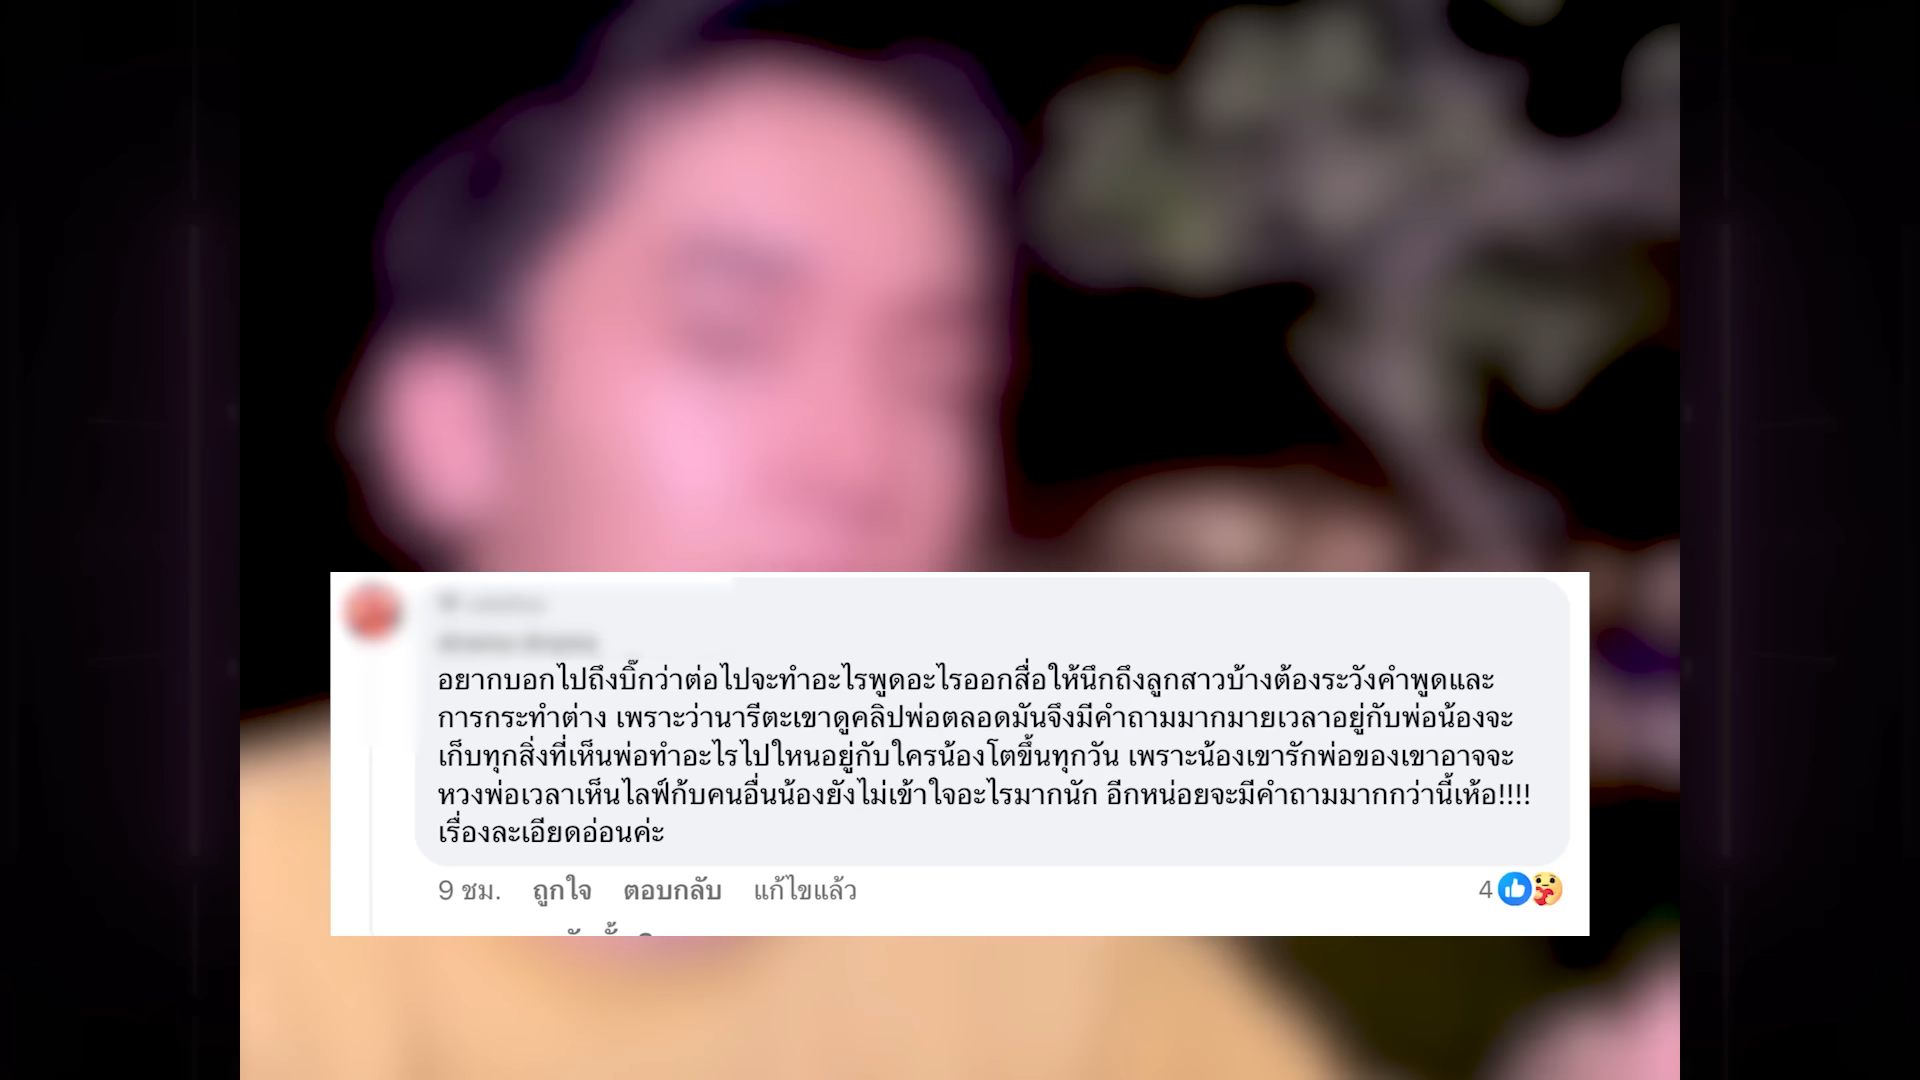 อยากบอกไปถึงบิ๊กว่าต่อไปจะทำอะไรพูดอะไรออกสื่อให้นึกถึงลูกสาวบ้างต้องระวังคำพูดและ
การกระทำต่าง เพราะว่านารีตะเขาดูคลิปพ่อตลอดมันจึงมีคำถามมากมายเวลาอยู่กับพ่อน้องจะ
เก็บทุกสิ่งที่เห็นพ่อทำอะไรไปใหนอยู่กับใครน้องโตขึ้นทุกวัน เพราะน้องเขารักพ่อของเขาอาจจะ
หวงพ่อเวลาเห็นไลฟ์ก้บคนอื่นน้องยังไม่เข้าใจอะไรมากนัก อีกหน่อยจะมีคำถามมากกว่านี้เห้อ!!!!
เรื่องละเอียดอ่อนค่ะ
9 ชม. ถูกใจ ตอบกลับ แก้ไขแล้ว 4